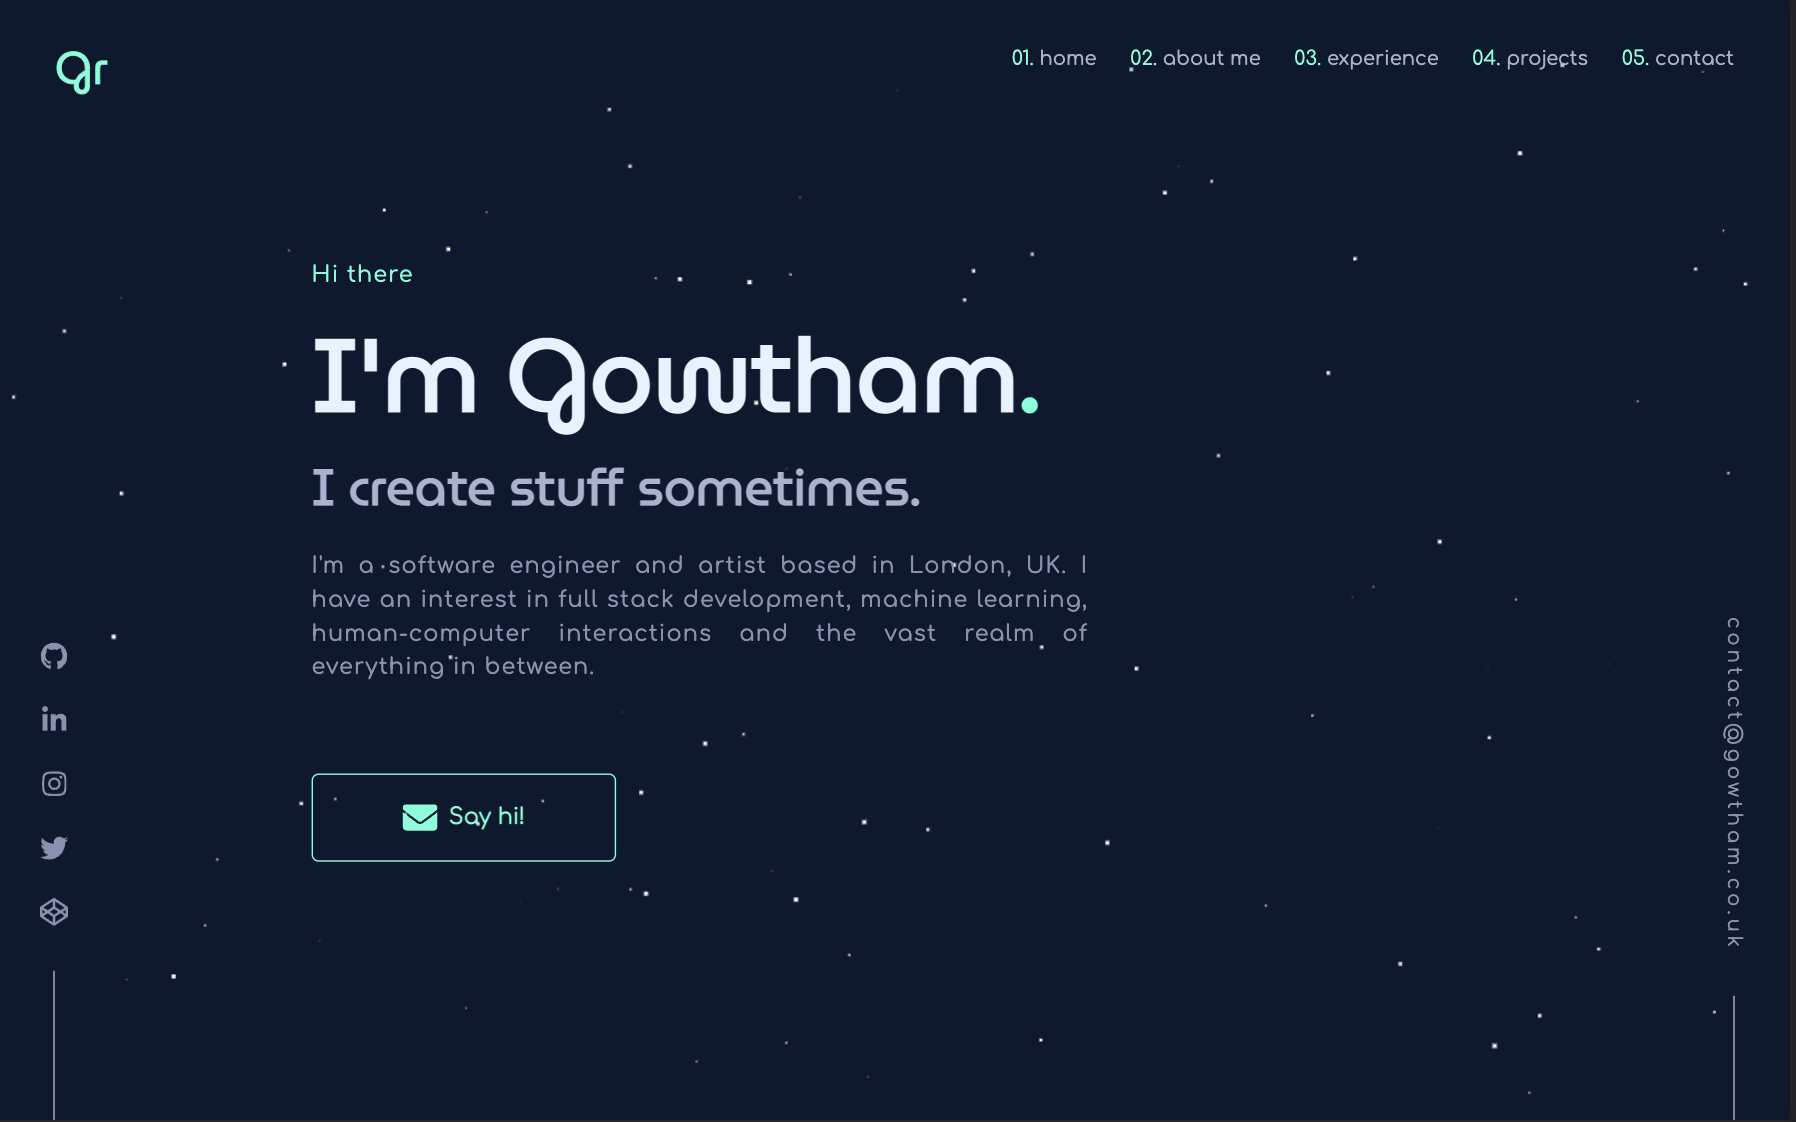 gr
01. home 02. about me 03. experience 04. projects 05. contact
Hi there
I'm Gowtham.
I create stuff sometimes.
I'm a software engineer and artist based in London, UK. I
have an interest in full stack development, machine learning,
human-computer interactions and the vast realm of
everything in between.
in
Say hi!
contact@gowtham.co.uk